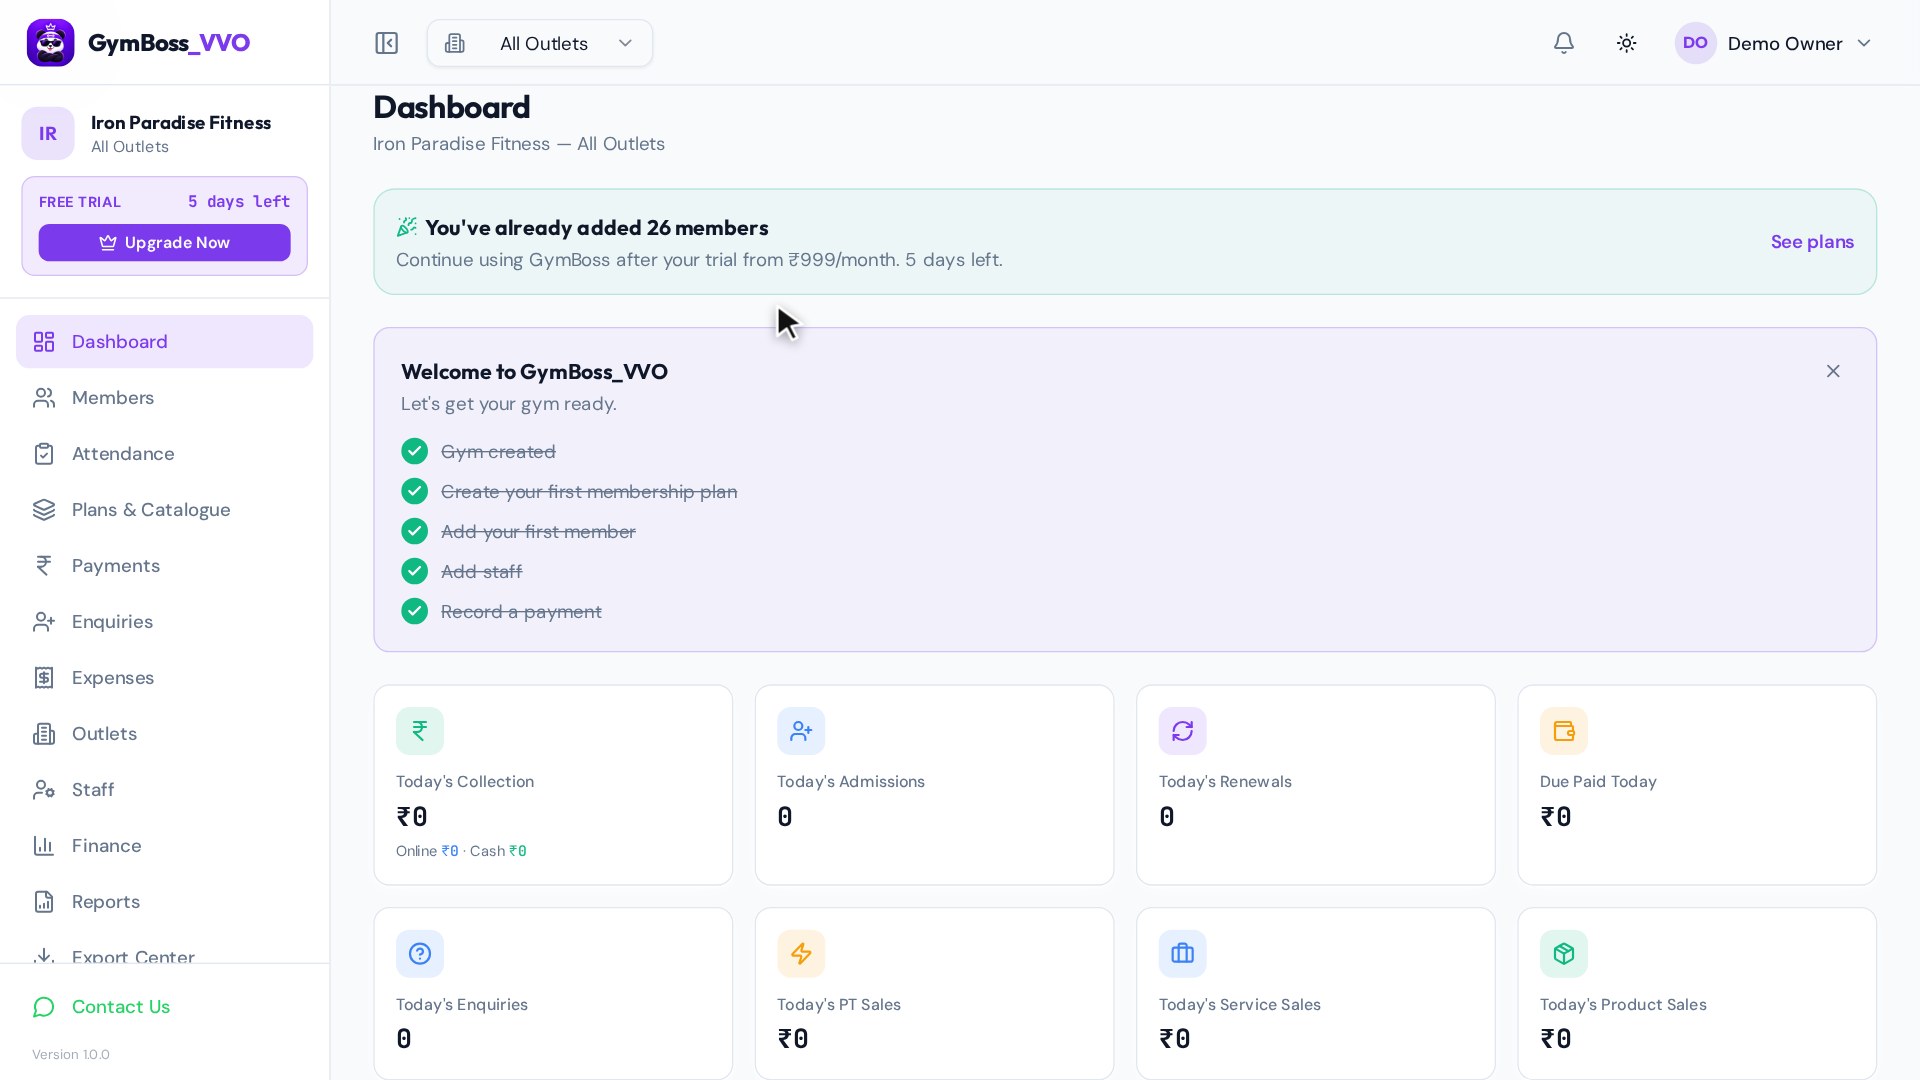 GymBoss_VVO
All Outlets
DO
Demo Owner
IR
Iron Paradise Fitness
All Outlets
FREE TRIAL
5 days left
Upgrade Now
Dashboard
Members
Attendance
Plans & Catalogue
Payments
Enquiries
Expenses
Outlets
Staff
Finance
Reports
Export Center
Contact Us
Version 1.0.0
Dashboard
Iron Paradise Fitness — All Outlets
You've already added 26 members
Continue using GymBoss after your trial from ₹999/month. 5 days left.
See plans
Welcome to GymBoss_VVO
Let's get your gym ready.
Gym created
Create your first membership plan
Add your first member
Add staff
Record a payment
Today's Collection
₹0
Online ₹0 · Cash ₹0
Today's Admissions
0
Today's Renewals
0
Due Paid Today
₹0
Today's Enquiries
0
Today's PT Sales
₹0
Today's Service Sales
₹0
Today's Product Sales
₹0